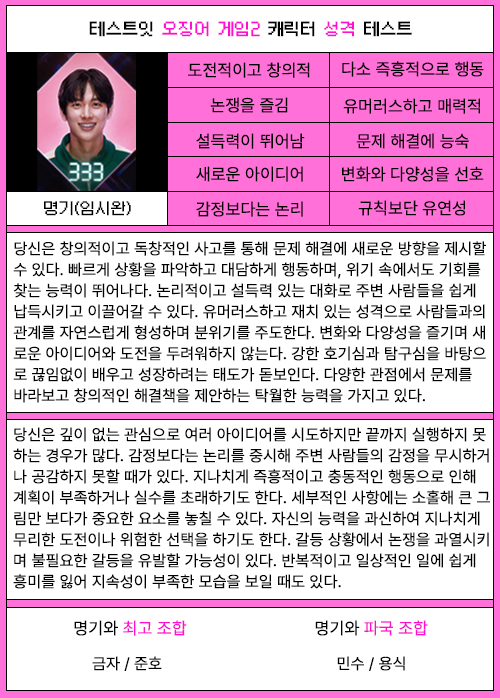 테스트잇 오징어 게임2 캐릭터 성격 테스트
333
명기(임시완)
도전적이고 창의적 다소 즉흥적으로 행동
논쟁을 즐김 유머러스하고 매력적
설득력이 뛰어남 문제 해결에 능숙
새로운 아이디어 변화와 다양성을 선호
감정보다는 논리 규칙보단 유연성
당신은 창의적이고 독창적인 사고를 통해 문제 해결에 새로운 방향을 제시할
수 있다. 빠르게 상황을 파악하고 대담하게 행동하며, 위기 속에서도 기회를
찾는 능력이 뛰어나다. 논리적이고 설득력 있는 대화로 주변 사람들을 쉽게
납득시키고 이끌어갈 수 있다. 유머러스하고 재치 있는 성격으로 사람들과의
관계를 자연스럽게 형성하며 분위기를 주도한다. 변화와 다양성을 즐기며 새
로운 아이디어와 도전을 두려워하지 않는다. 강한 호기심과 탐구심을 바탕으
로 끊임없이 배우고 성장하려는 태도가 돋보인다. 다양한 관점에서 문제를
바라보고 창의적인 해결책을 제안하는 탁월한 능력을 가지고 있다.
당신은 깊이 없는 관심으로 여러 아이디어를 시도하지만 끝까지 실행하지 못
하는 경우가 많다. 감정보다는 논리를 중시해 주변 사람들의 감정을 무시하거
나 공감하지 못할 때가 있다. 지나치게 즉흥적이고 충동적인 행동으로 인해
계획이 부족하거나 실수를 초래하기도 한다. 세부적인 사항에는 소홀해 큰 그
림만 보다가 중요한 요소를 놓칠 수 있다. 자신의 능력을 과신하여 지나치게
무리한 도전이나 위험한 선택을 하기도 한다. 갈등 상황에서 논쟁을 과열시키
며 불필요한 갈등을 유발할 가능성이 있다. 반복적이고 일상적인 일에 쉽게
흥미를 잃어 지속성이 부족한 모습을 보일 때도 있다.
명기와 최고 조합 명기와 파국 조합
금자 / 준호 민수 / 용식